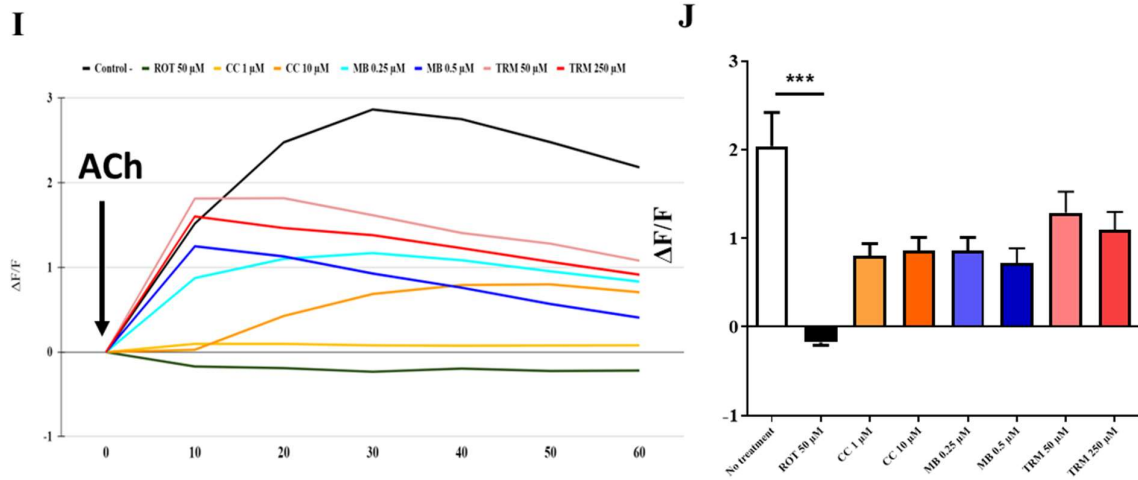 I
Control - ROT 50 µM CC 1 µM CC 10 µM MB 0.25 µM MB 0.5 µM TRM 50 µM TRM 250 µM
3
2
1
0
-1
ΔF/F
ACh
0 10 20 30 40 50 60
J
3
2
1
0
-1
ΔF/F
***
No treatment
ROT 50 µM
CC 1 µM
CC 10 µM
MB 0.25 µM
MB 0.5 µM
TRM 50 µM
TRM 250 µM